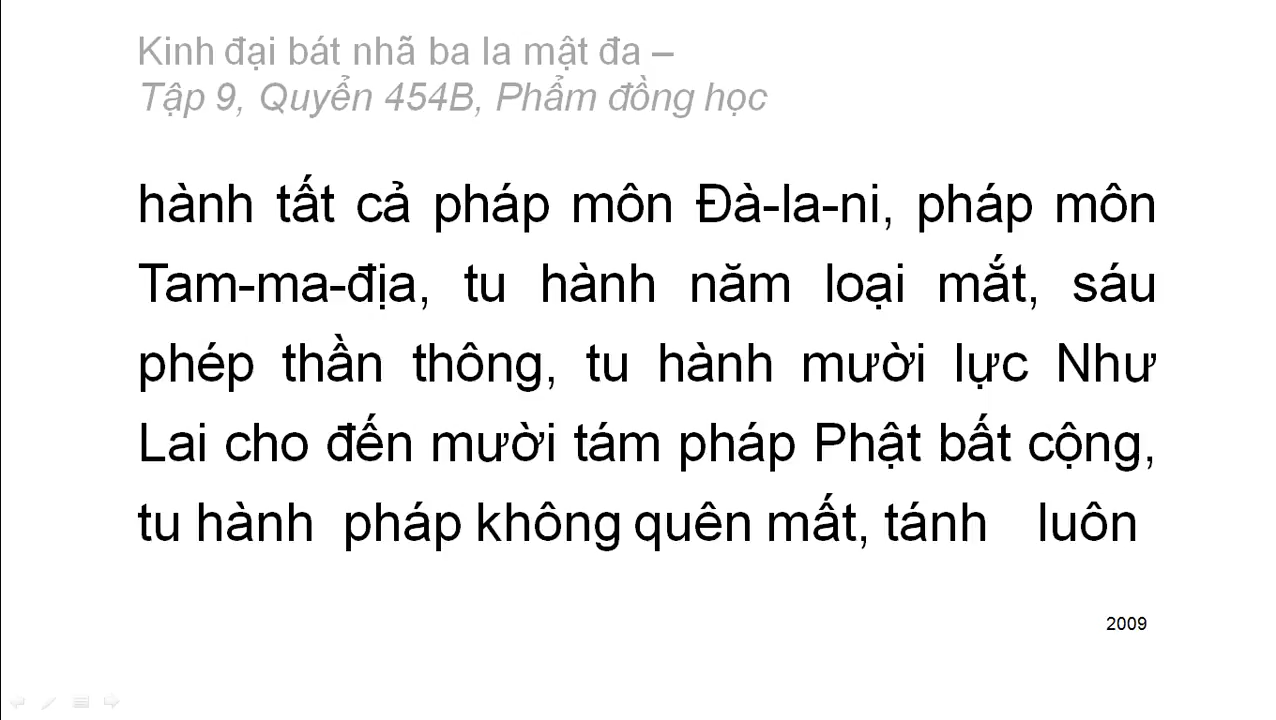 Kinh đại bát nhã ba la mật đa –
Tập 9, Quyển 454B, Phẩm đồng học
hành tất cả pháp môn Đà-la-ni, pháp môn
Tam-ma-địa, tu hành năm loại mắt, sáu
phép thần thông, tu hành mười lực Như
Lai cho đến mười tám pháp Phật bất cộng,
tu hành pháp không quên mất, tánh luôn
2009